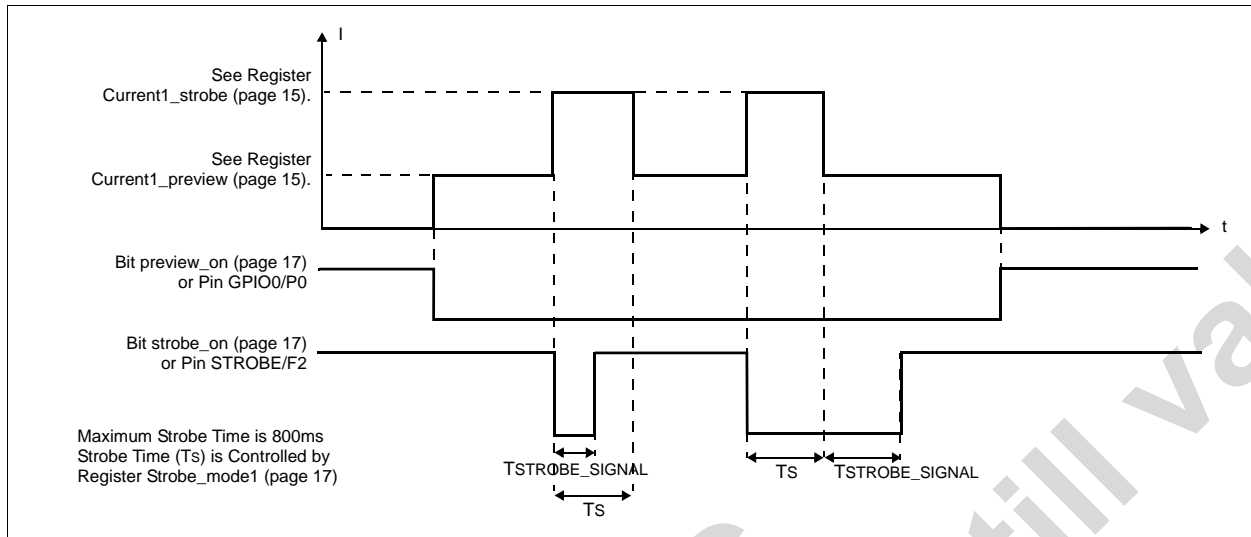 I
See Register
Current1_strobe (page 15).
See Register
Current1_preview (page 15).
t
Bit preview_on (page 17)
or Pin GPIO0/P0
Bit strobe_on (page 17)
or Pin STROBE/F2
Maximum Strobe Time is 800ms
Strobe Time (Ts) is Controlled by
Register Strobe_mode1 (page 17)
TSTROBE_SIGNAL
TS
TSTROBE_SIGNAL
TS
till va